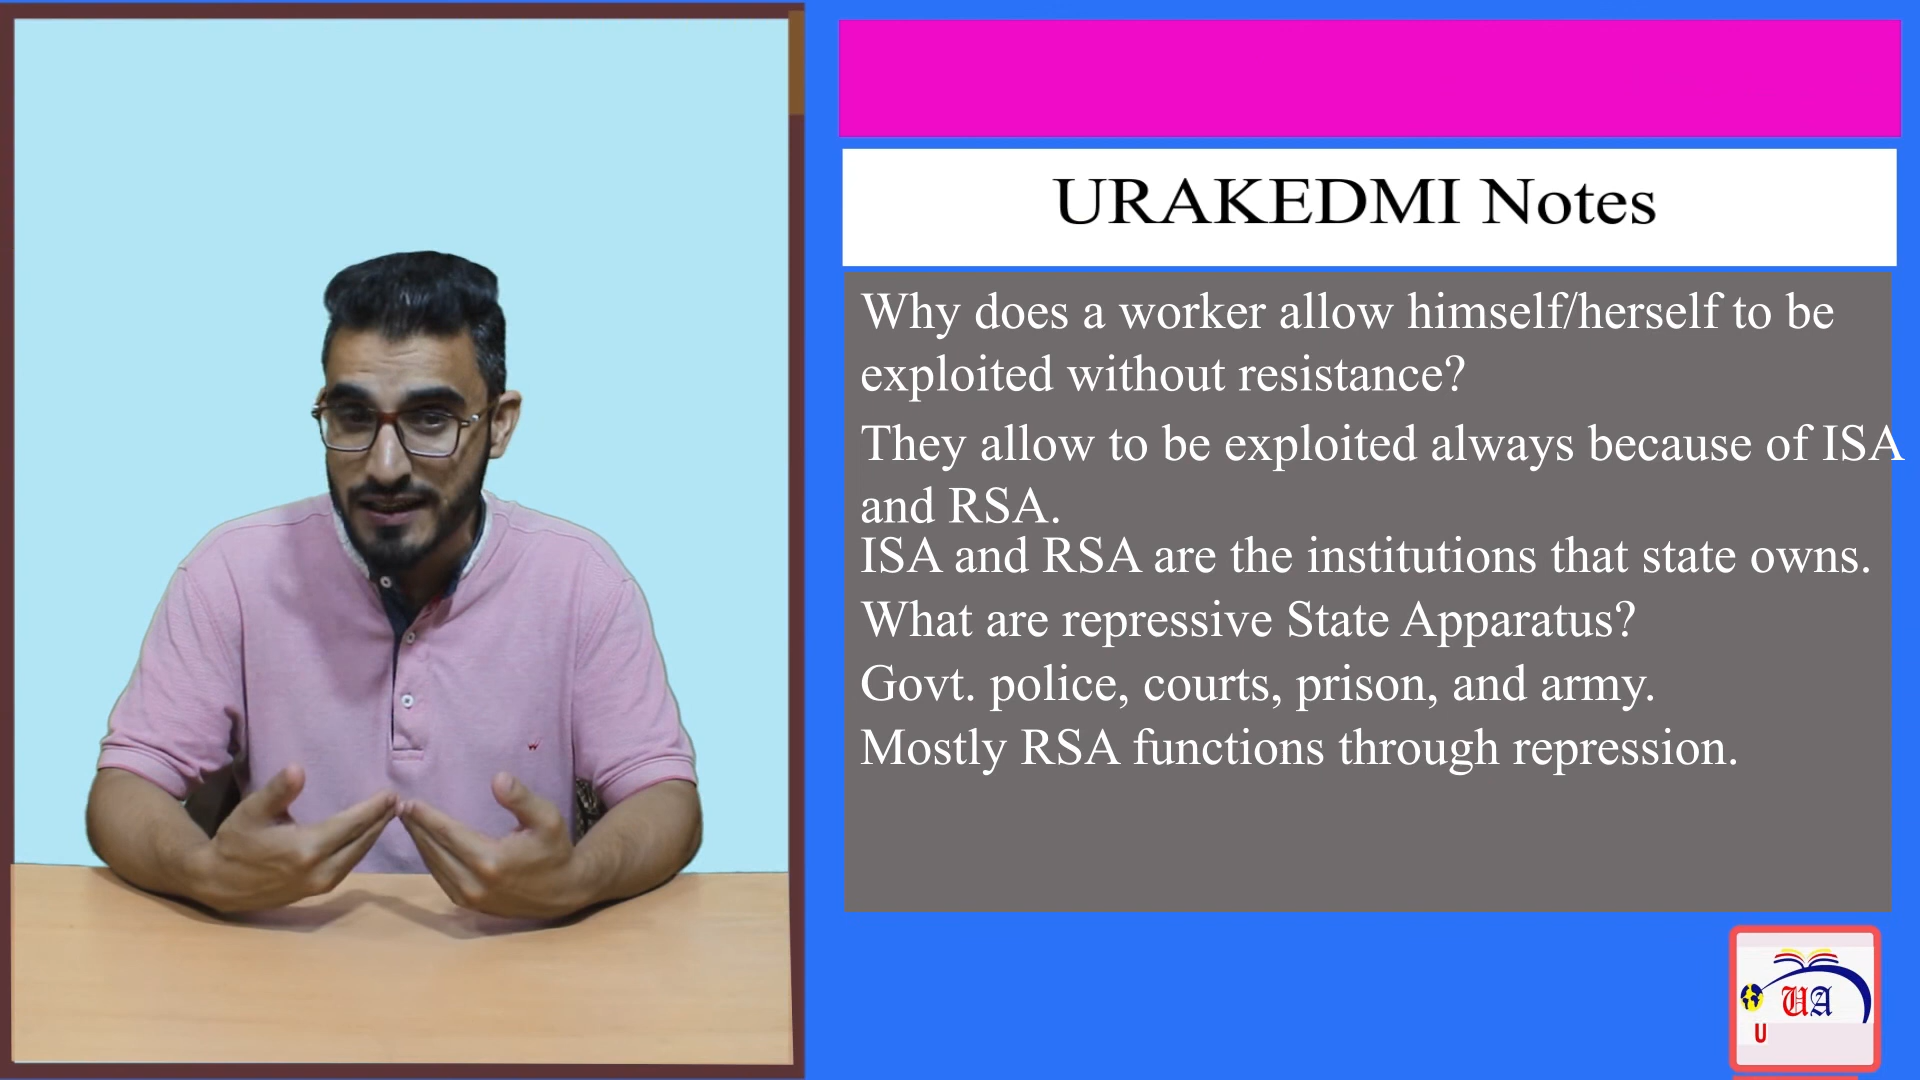 URAKEDMI Notes
Why does a worker allow himself/herself to be
exploited without resistance?
They allow to be exploited always because of ISA
and RSA.
ISA and RSA are the institutions that state owns.
What are repressive State Apparatus?
Govt. police, courts, prison, and army.
Mostly RSA functions through repression.
UA
U